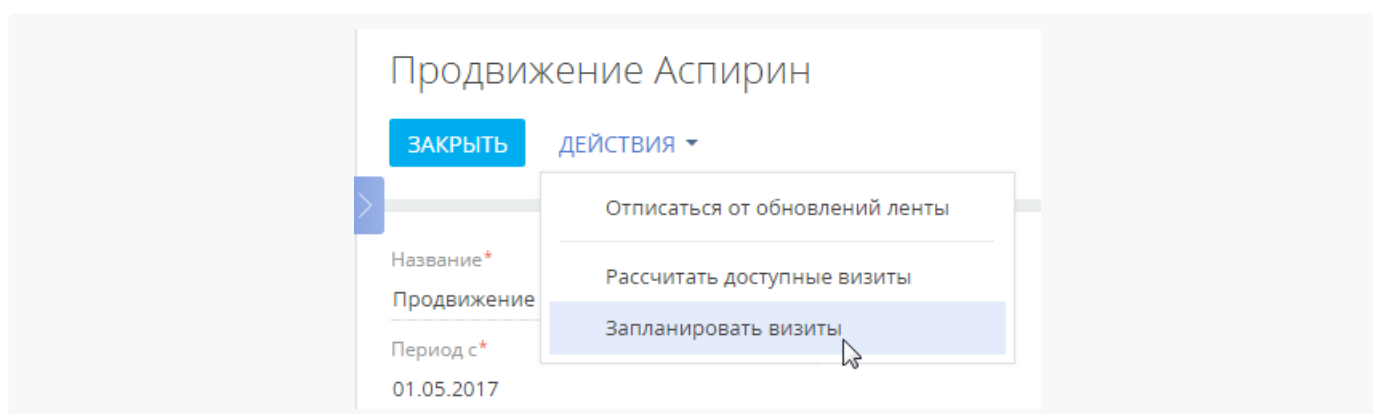 Продвижение Аспирин
ЗАКРЫТЬ ДЕЙСТВИЯ
Отписаться от обновлений ленты
Название*
Рассчитать доступные визиты
Продвижение
Запланировать визиты
Период с*
01.05.2017